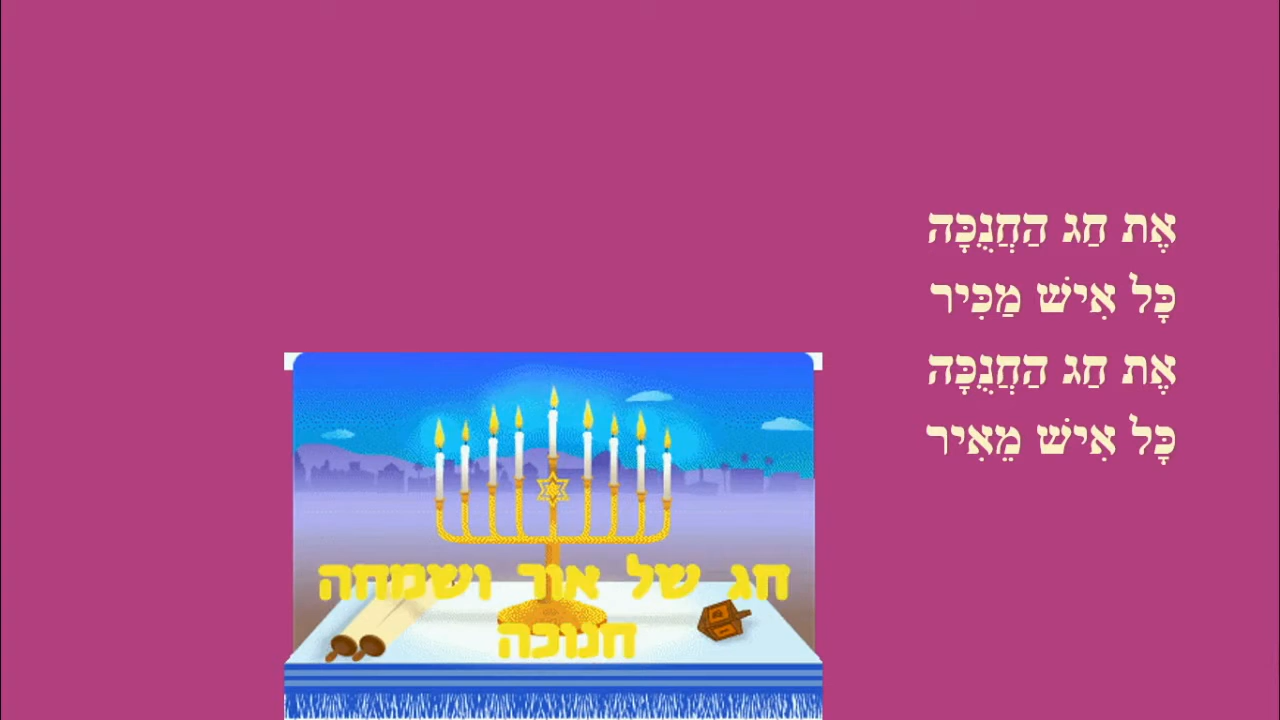 אֶת חַג הַחֲנֻכָּה
כָּל אִישׁ מַכִּיר
אֶת חַג הַחֲנֻכָּה
כָּל אִישׁ מֵאִיר
חג של אור ושמחה
חנוכה